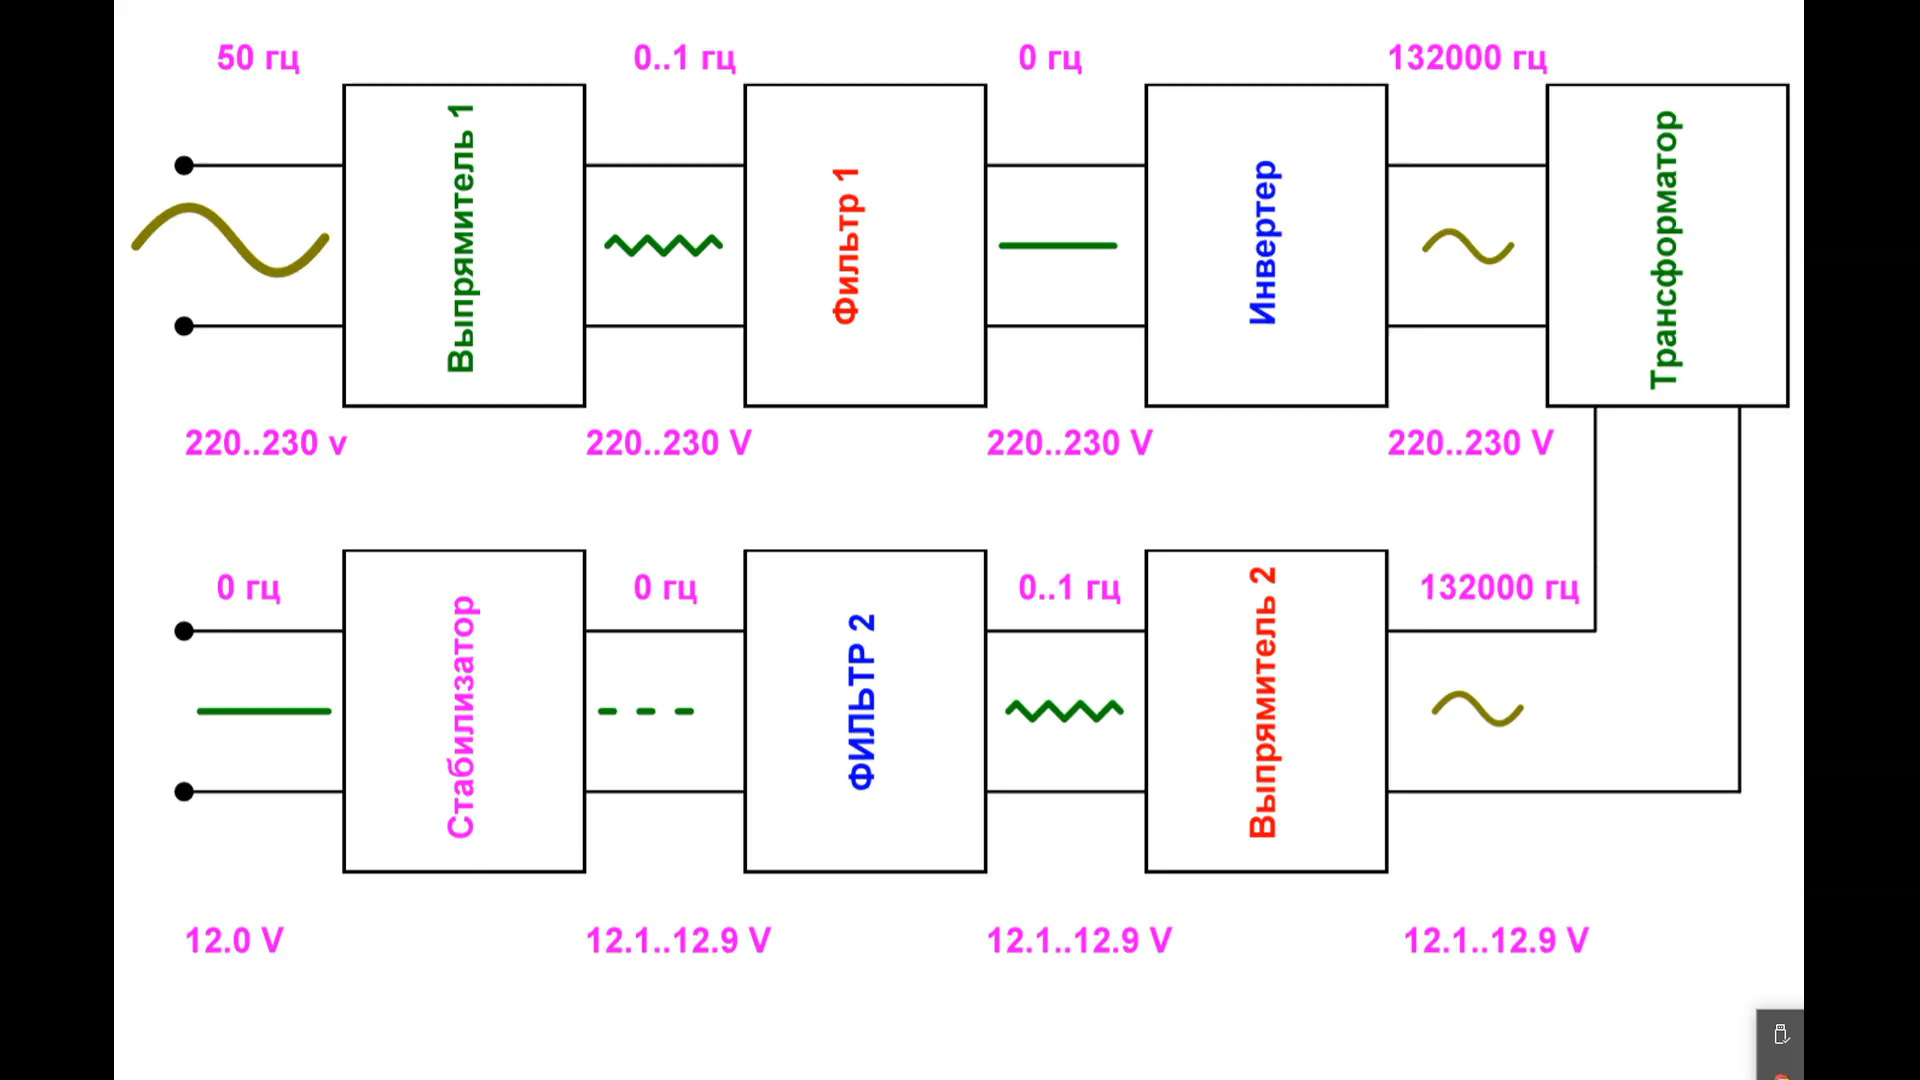 50 гц
0..1 гц
0 гц
132000 гц
Выпрямитель 1
Фильтр 1
Инвертер
Трансформатор
220..230 v
220..230 V
220..230 V
220..230 V
0 гц
0 гц
0..1 гц
132000 гц
Стабилизатор
ФИЛЬТР 2
Выпрямитель 2
12.0 V
12.1..12.9 V
12.1..12.9 V
12.1..12.9 V